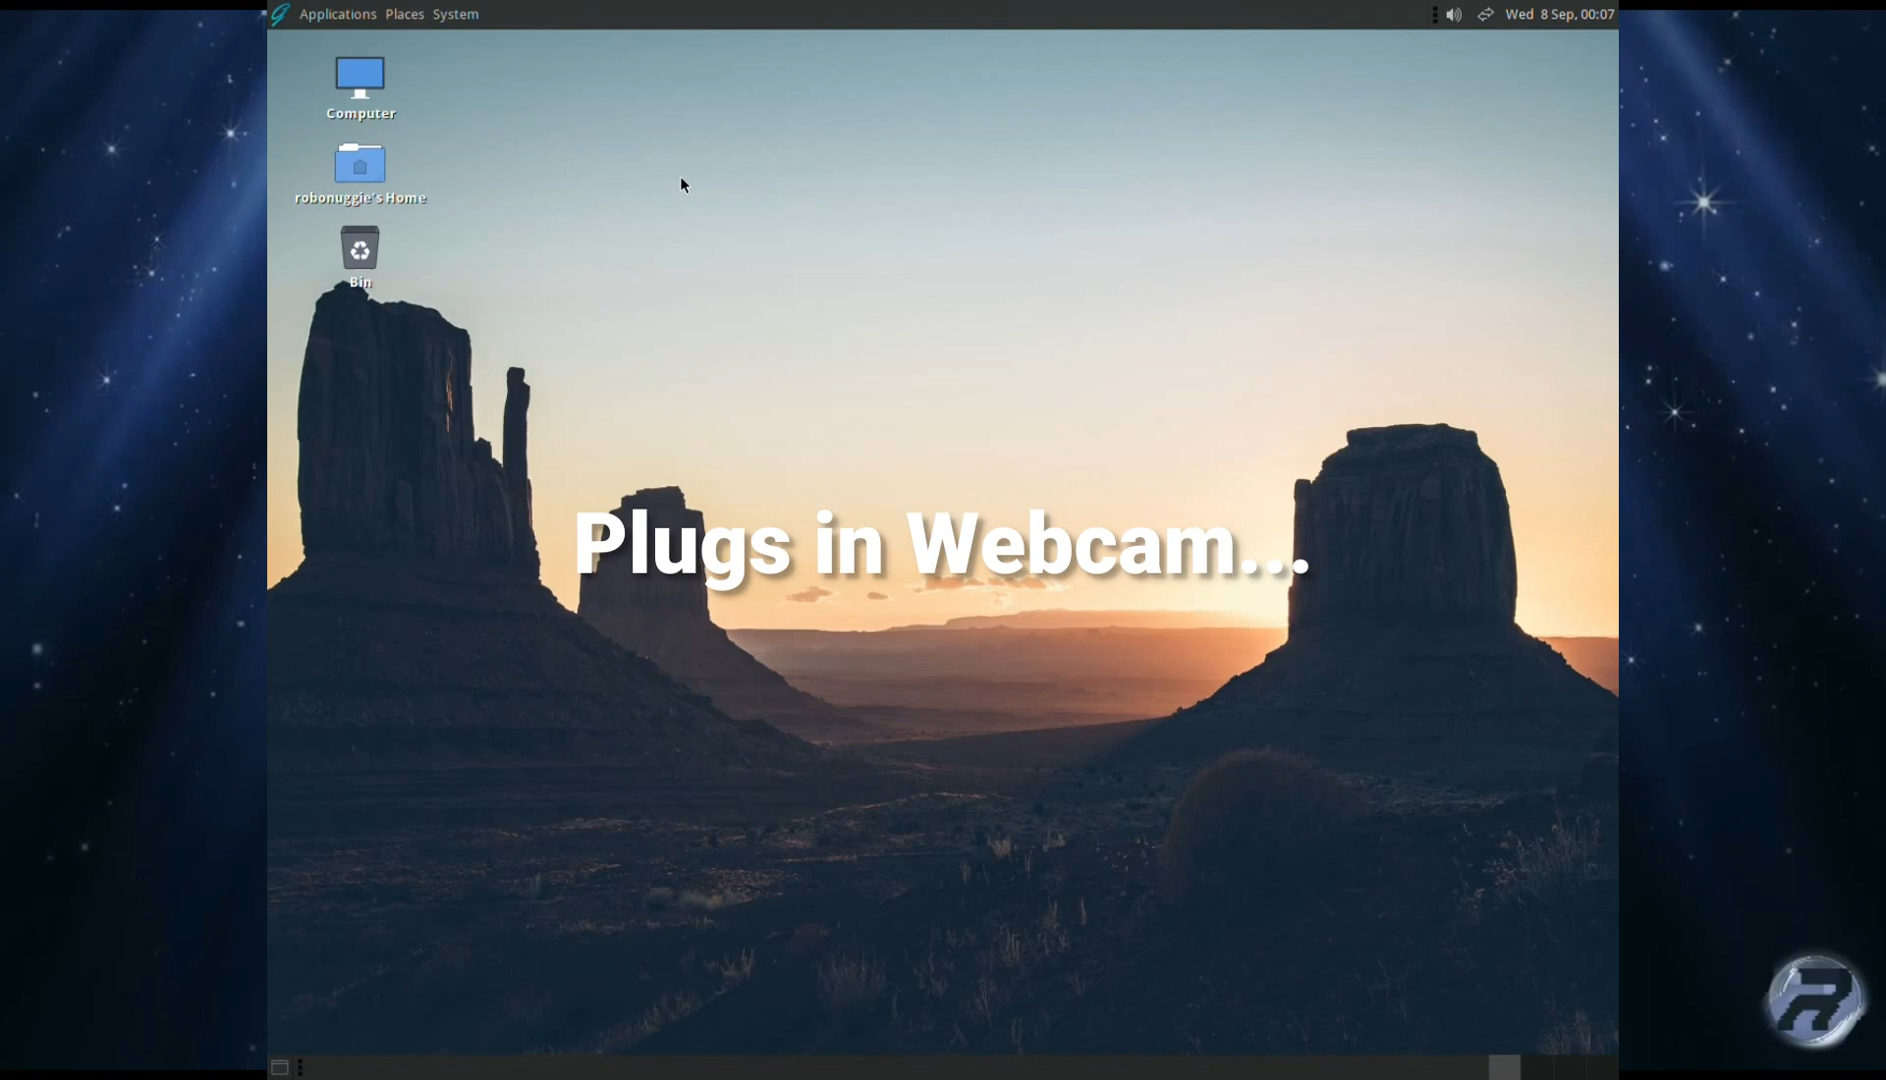 Applications Places System
Wed 8 Sep, 00:07
Computer
robonuggie's Home
Bin
Plugs in Webcam...